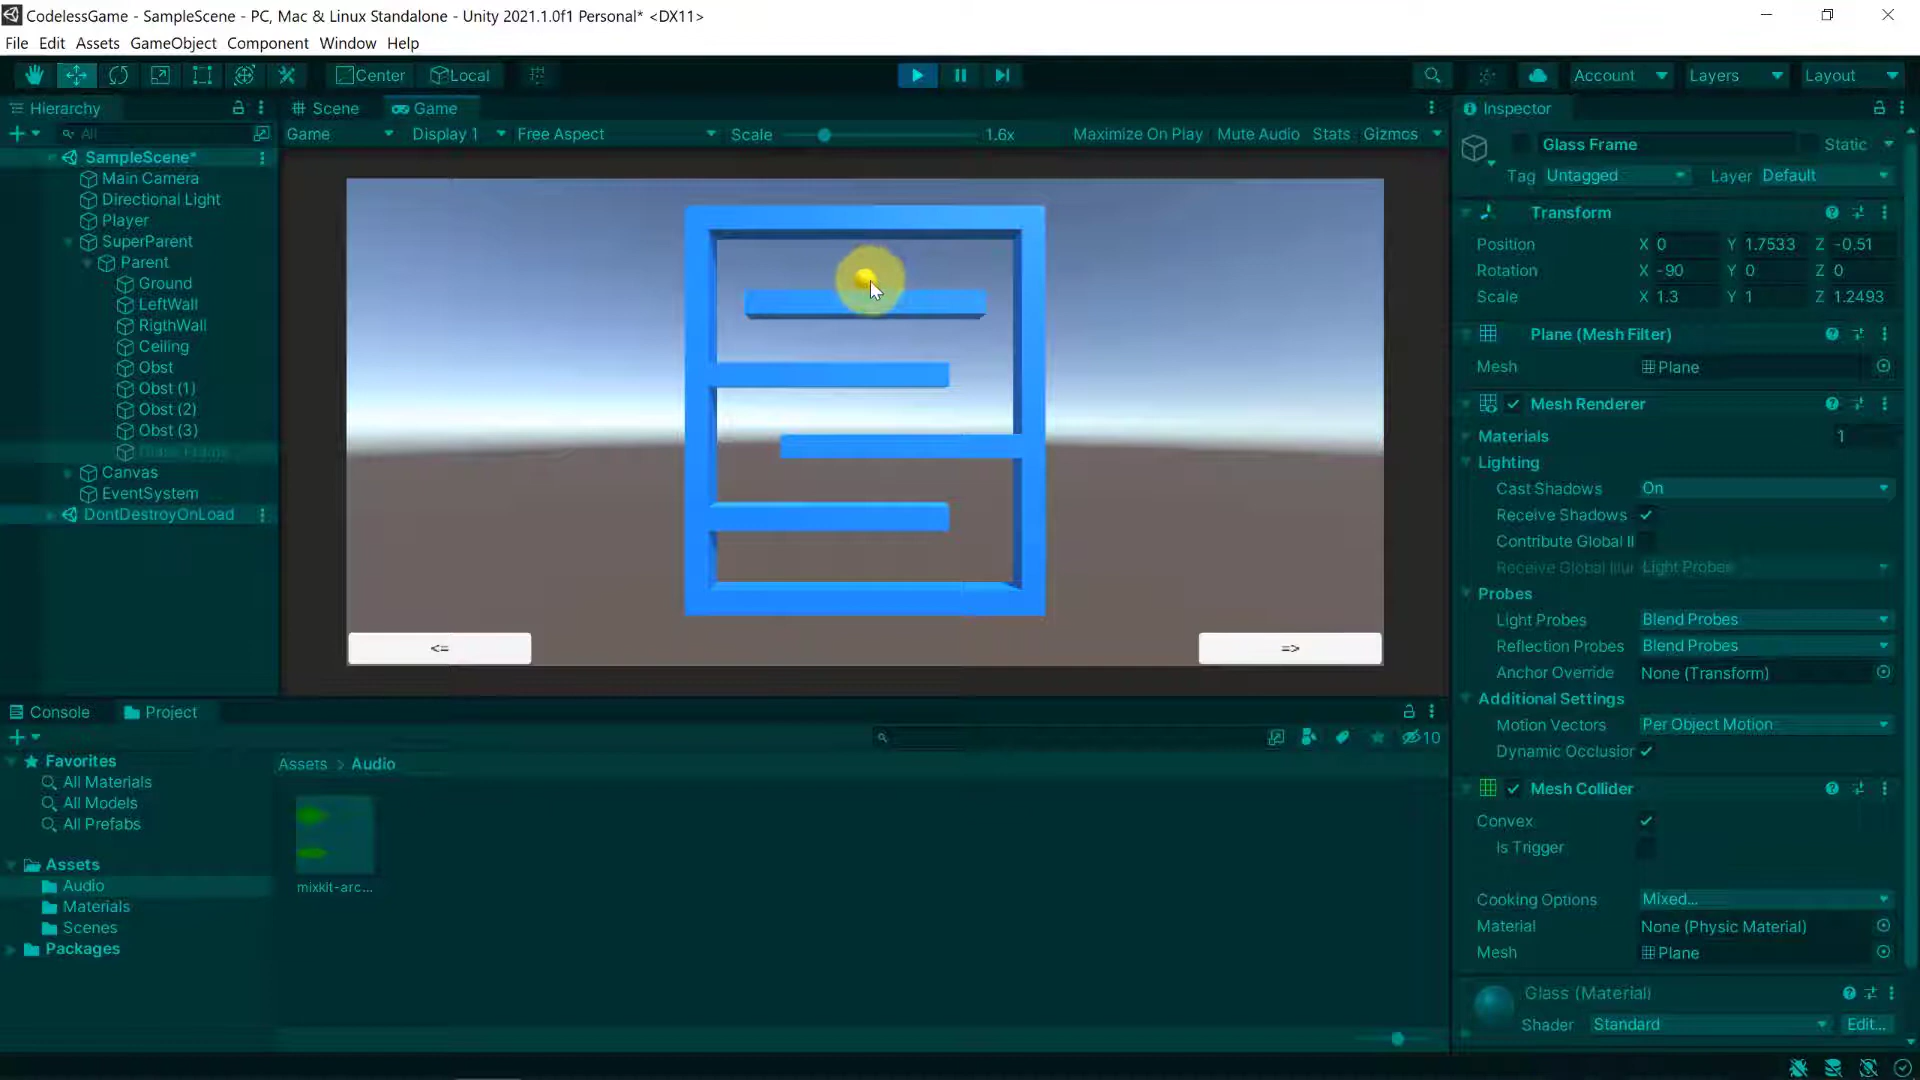 CodelessGame - SampleScene - PC, Mac & Linux Standalone - Unity 2021.1.0f1 Personal* <DX11>
File Edit Assets GameObject Component Window Help
Center Local Account Layers Layout
Hierarchy
All
SampleScene*
Main Camera
Directional Light
Player
SuperParent
Parent
Ground
LeftWall
RigthWall
Ceiling
Obst
Obst (1)
Obst (2)
Obst (3)
Glass Frame
Canvas
EventSystem
DontDestroyOnLoad
Scene Game
Game Display 1 Free Aspect Scale 1.6x Maximize On Play Mute Audio Stats Gizmos
<=
=>
Console Project
10
Favorites
All Materials
All Models
All Prefabs
Assets
Audio
Materials
Scenes
Packages
Assets > Audio
mixkit-arc...
Inspector
Glass Frame Static
Tag Untagged Layer Default
Transform
Position X 0 Y 1.7533 Z -0.51
Rotation X -90 Y 0 Z 0
Scale X 1.3 Y 1 Z 1.2493
Plane (Mesh Filter)
Mesh Plane
Mesh Renderer
Materials 1
Lighting
Cast Shadows On
Receive Shadows
Contribute Global Il
Receive Global Illui Light Probes
Probes
Light Probes Blend Probes
Reflection Probes Blend Probes
Anchor Override None (Transform)
Additional Settings
Motion Vectors Per Object Motion
Dynamic Occlusior
Mesh Collider
Convex
Is Trigger
Cooking Options Mixed...
Material None (Physic Material)
Mesh Plane
Glass (Material)
Shader Standard Edit...